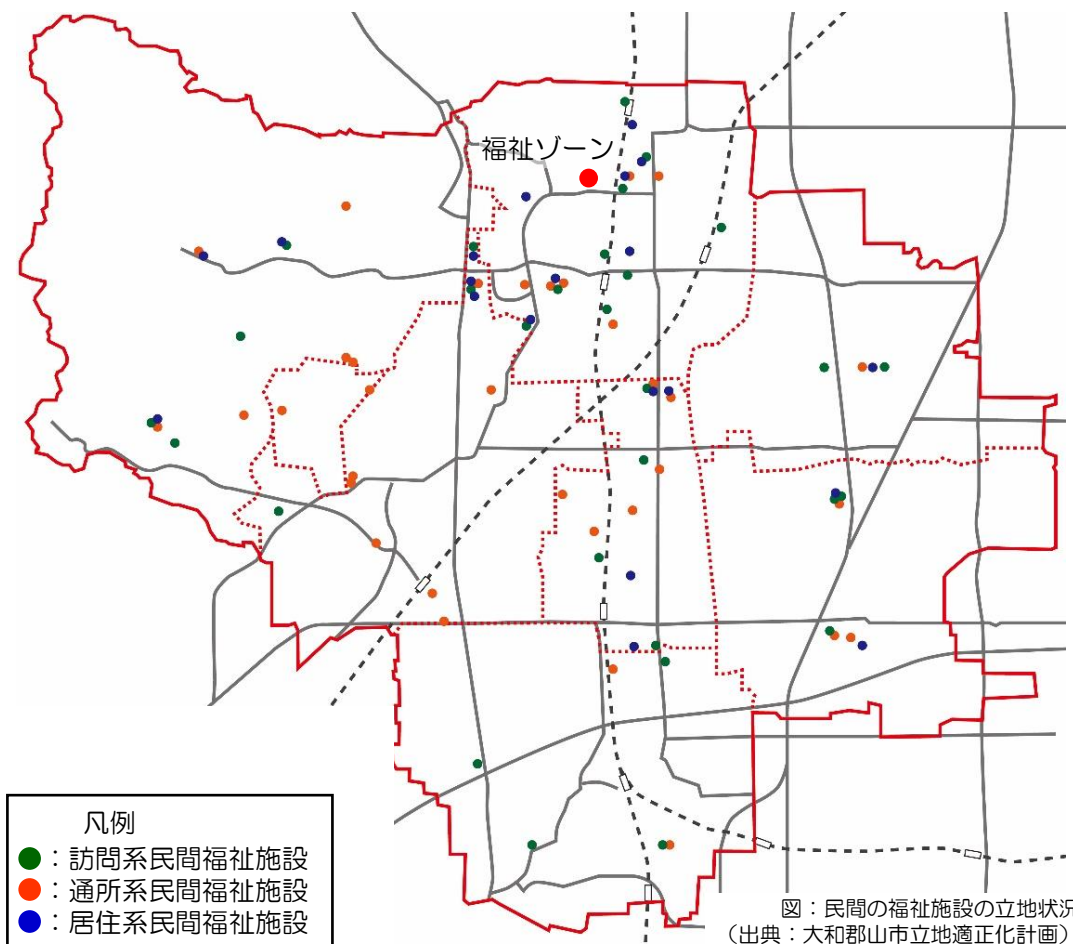 福祉ゾーン
凡例
：訪問系民間福祉施設
：通所系民間福祉施設
：居住系民間福祉施設
図：民間の福祉施設の立地状況
（出典：大和郡山市立地適正化計画）